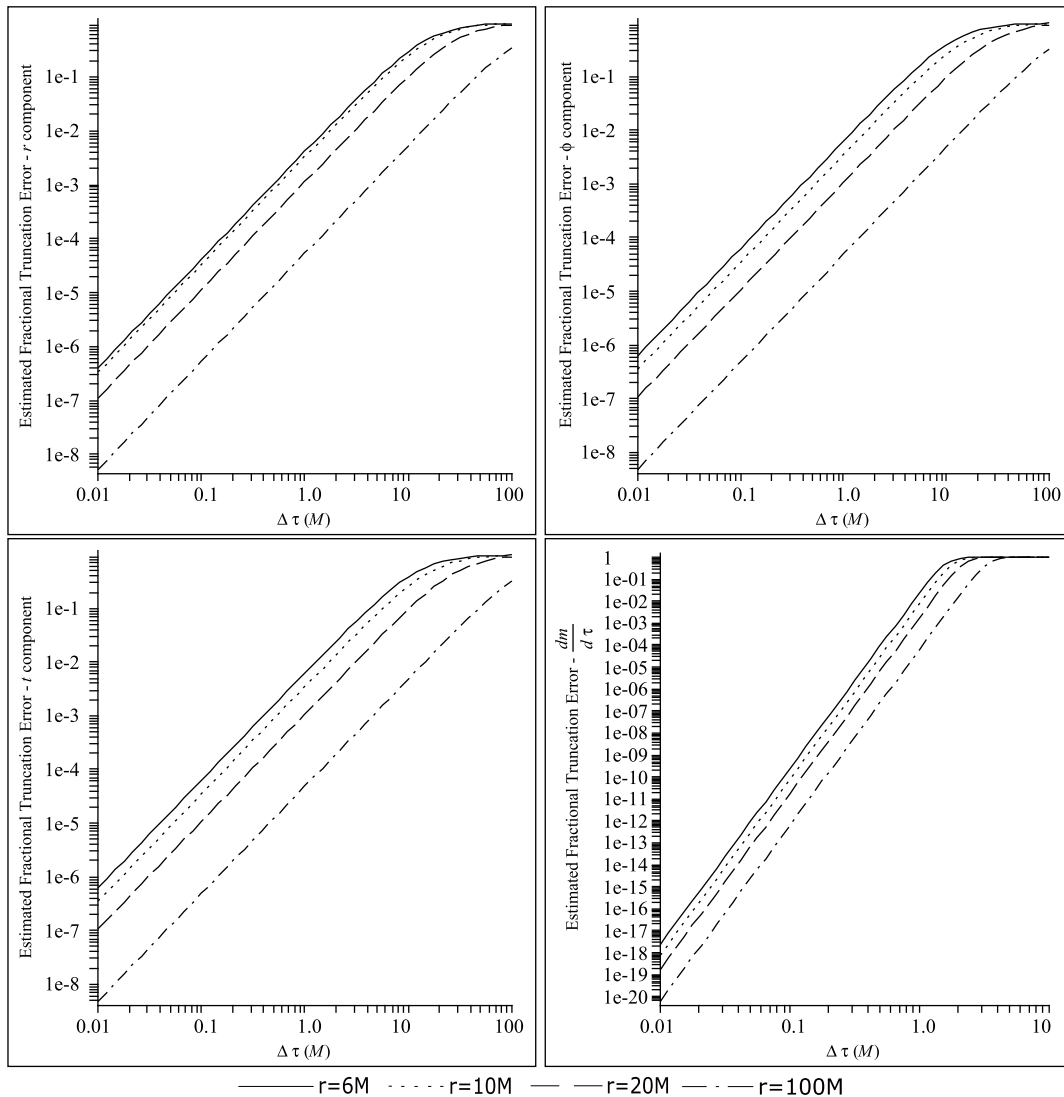 Estimated Fractional Truncation Error - r component
1e-1
1e-2
1e-3
1e-4
1e-5
1e-6
1e-7
1e-8
0.01 0.1 1.0 10 100
Δ τ (M)
Estimated Fractional Truncation Error - ϕ component
1e-1
1e-2
1e-3
1e-4
1e-5
1e-6
1e-7
1e-8
0.01 0.1 1.0 10 100
Δ τ (M)
Estimated Fractional Truncation Error - t component
1e-1
1e-2
1e-3
1e-4
1e-5
1e-6
1e-7
1e-8
0.01 0.1 1.0 10 100
Δ τ (M)
Estimated Fractional Truncation Error - dm/d τ
1
1e-01
1e-02
1e-03
1e-04
1e-05
1e-06
1e-07
1e-08
1e-09
1e-10
1e-11
1e-12
1e-13
1e-14
1e-15
1e-16
1e-17
1e-18
1e-19
1e-20
0.01 0.1 1.0 10
Δ τ (M)
r=6M r=10M r=20M r=100M